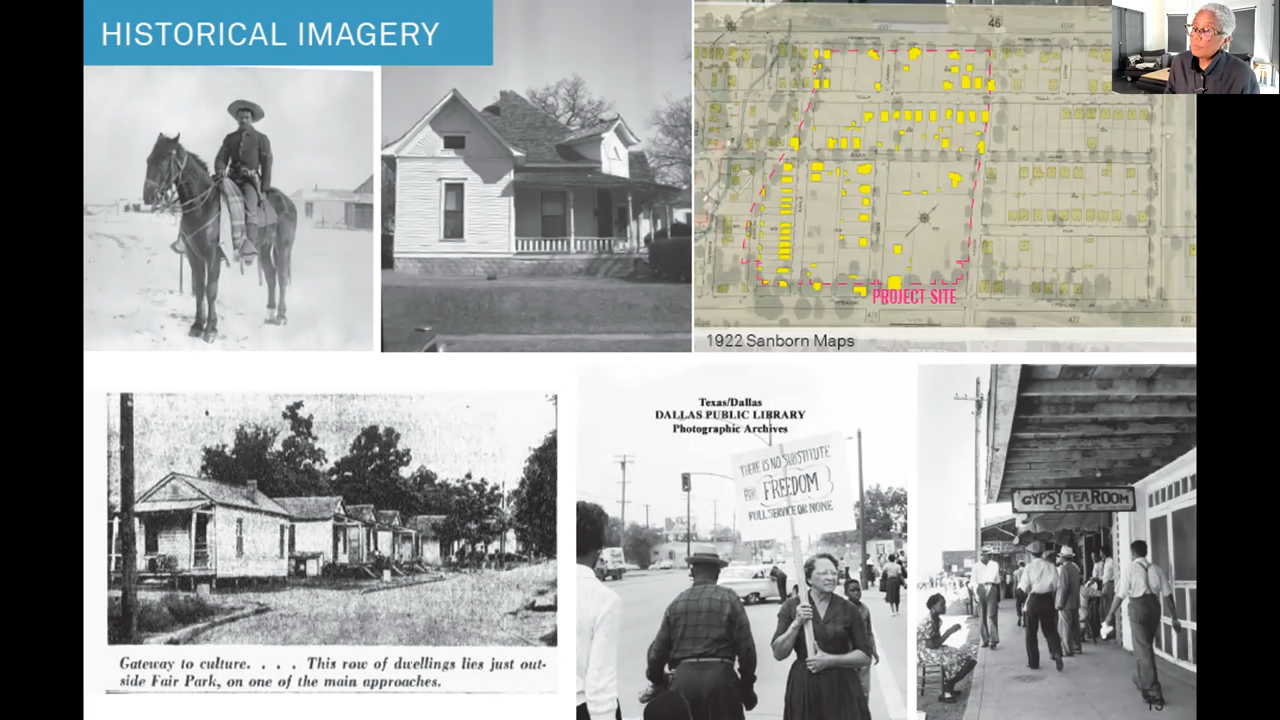 HISTORICAL IMAGERY
46
PROJECT SITE
1922 Sanborn Maps
Gateway to culture. . . . This row of dwellings lies just out-
side Fair Park, on one of the main approaches.
Texas/Dallas
DALLAS PUBLIC LIBRARY
Photographic Archives
THERE IS NO SUBSTITUTE
FOR FREEDOM
FULL SERVICE OR NONE
GYPSY TEA ROOM
CAFE